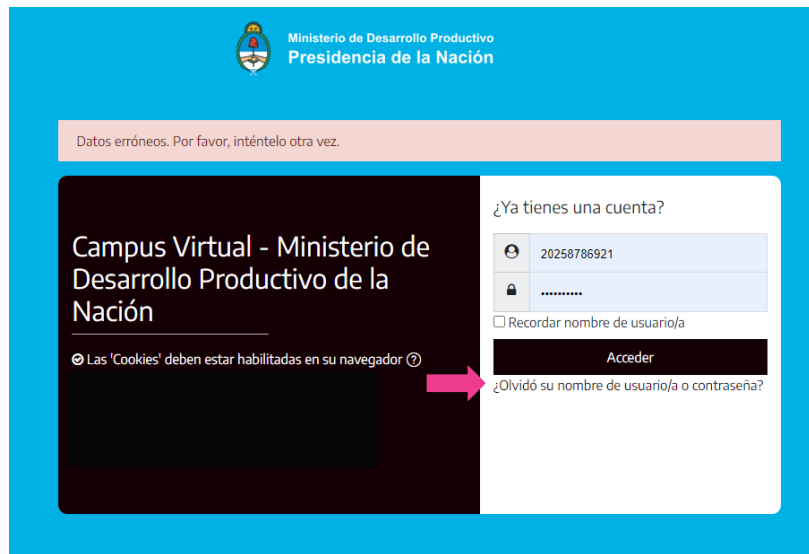 Ministerio de Desarrollo Productivo
Presidencia de la Nación
Datos erróneos. Por favor, inténtelo otra vez.
Campus Virtual - Ministerio de
Desarrollo Productivo de la
Nación
Las 'Cookies' deben estar habilitadas en su navegador
¿Ya tienes una cuenta?
20258786921
••••••••••
Recordar nombre de usuario/a
Acceder
¿Olvidó su nombre de usuario/a o contraseña?